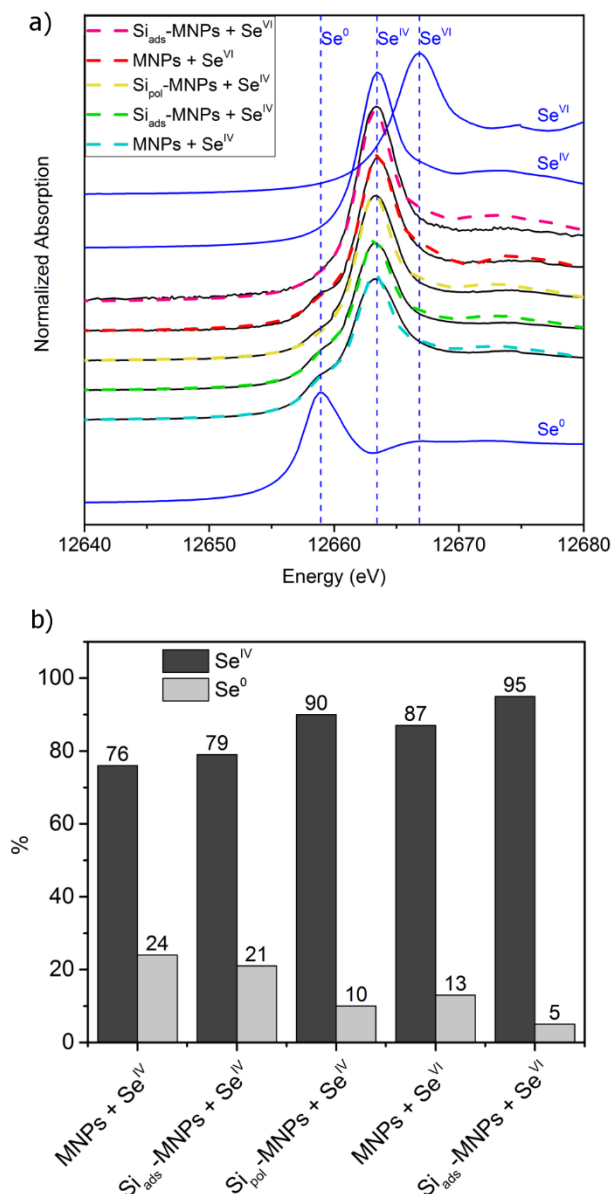 a)
Si_ads-MNPs + Se^VI
MNPs + Se^VI
Si_pol-MNPs + Se^IV
Si_ads-MNPs + Se^IV
MNPs + Se^IV
Se^0 Se^IV Se^VI
Se^VI
Se^IV
Se^0
Normalized Absorption
12640 12650 12660 12670 12680
Energy (eV)
b)
Se^IV
Se^0
100
80
60
40
20
0
%
76 24 79 21 90 10 87 13 95 5
MNPs + Se^IV
Si_ads-MNPs + Se^IV
Si_pol-MNPs + Se^IV
MNPs + Se^VI
Si_ads-MNPs + Se^VI